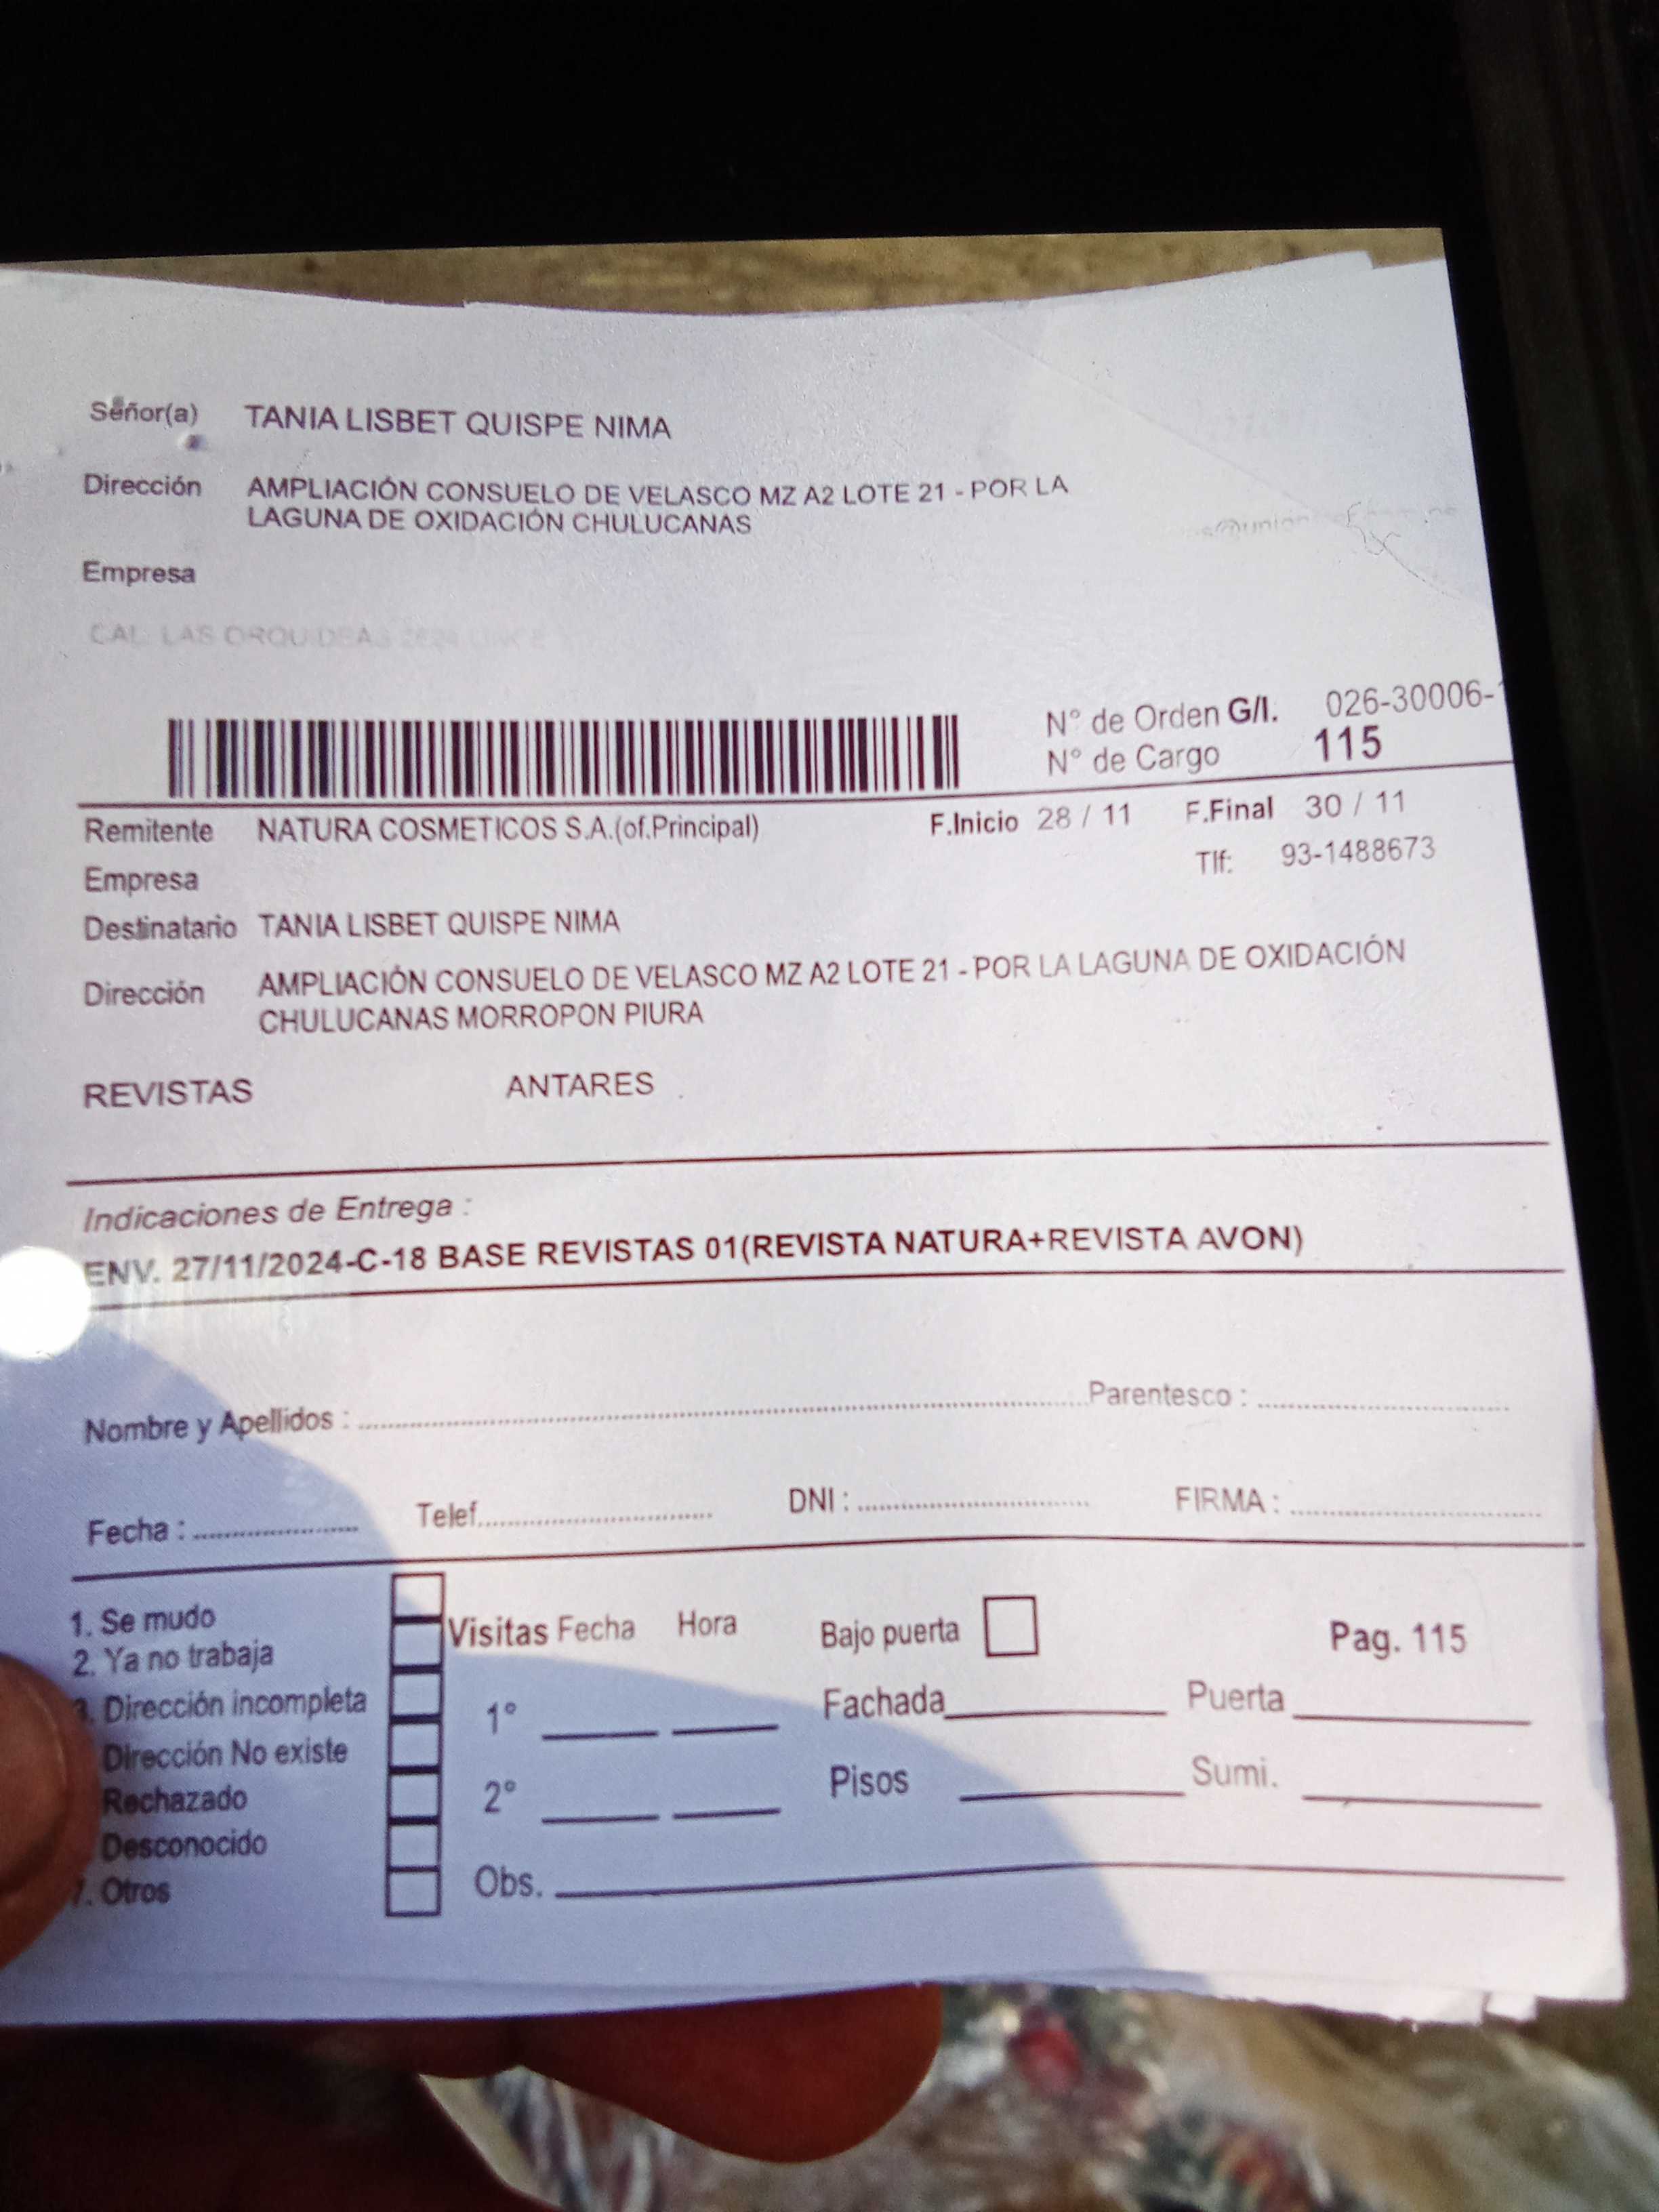 Señor(a) TANIA LISBET QUISPE NIMA
Dirección AMPLIACIÓN CONSUELO DE VELASCO MZ A2 LOTE 21 - POR LA
LAGUNA DE OXIDACIÓN CHULUCANAS
Empresa
CAL. LAS ORQUIDEAS
N° de Orden G/I. 026-30006-
N° de Cargo 115
Remitente NATURA COSMETICOS S.A.(of.Principal) F.Inicio 28 / 11 F.Final 30 / 11
Empresa Tlf: 93-1488673
Destinatario TANIA LISBET QUISPE NIMA
Dirección AMPLIACIÓN CONSUELO DE VELASCO MZ A2 LOTE 21 - POR LA LAGUNA DE OXIDACIÓN
CHULUCANAS MORROPON PIURA
REVISTAS ANTARES
Indicaciones de Entrega :
ENV. 27/11/2024-C-18 BASE REVISTAS 01(REVISTA NATURA+REVISTA AVON)
Nombre y Apellidos : Parentesco :
Fecha : Telef. DNI : FIRMA :
1. Se mudo
2. Ya no trabaja
3. Dirección incompleta
Dirección No existe
Rechazado
Desconocido
7. Otros
Visitas Fecha Hora
1°
2°
Obs.
Bajo puerta Pag. 115
Fachada Puerta
Pisos Sumi.